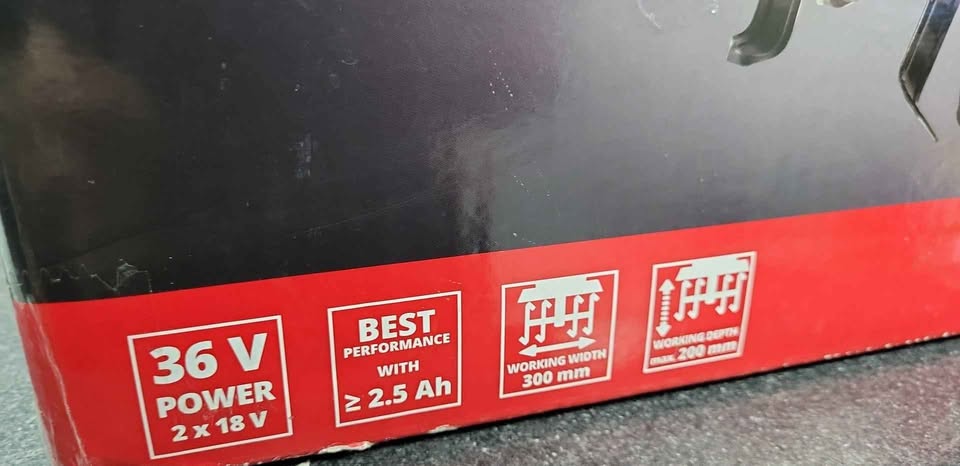 36 V
POWER
2 x 18 V
BEST
PERFORMANCE
WITH
≥ 2.5 Ah
WORKING WIDTH
300 mm
WORKING DEPTH
max. 200 mm